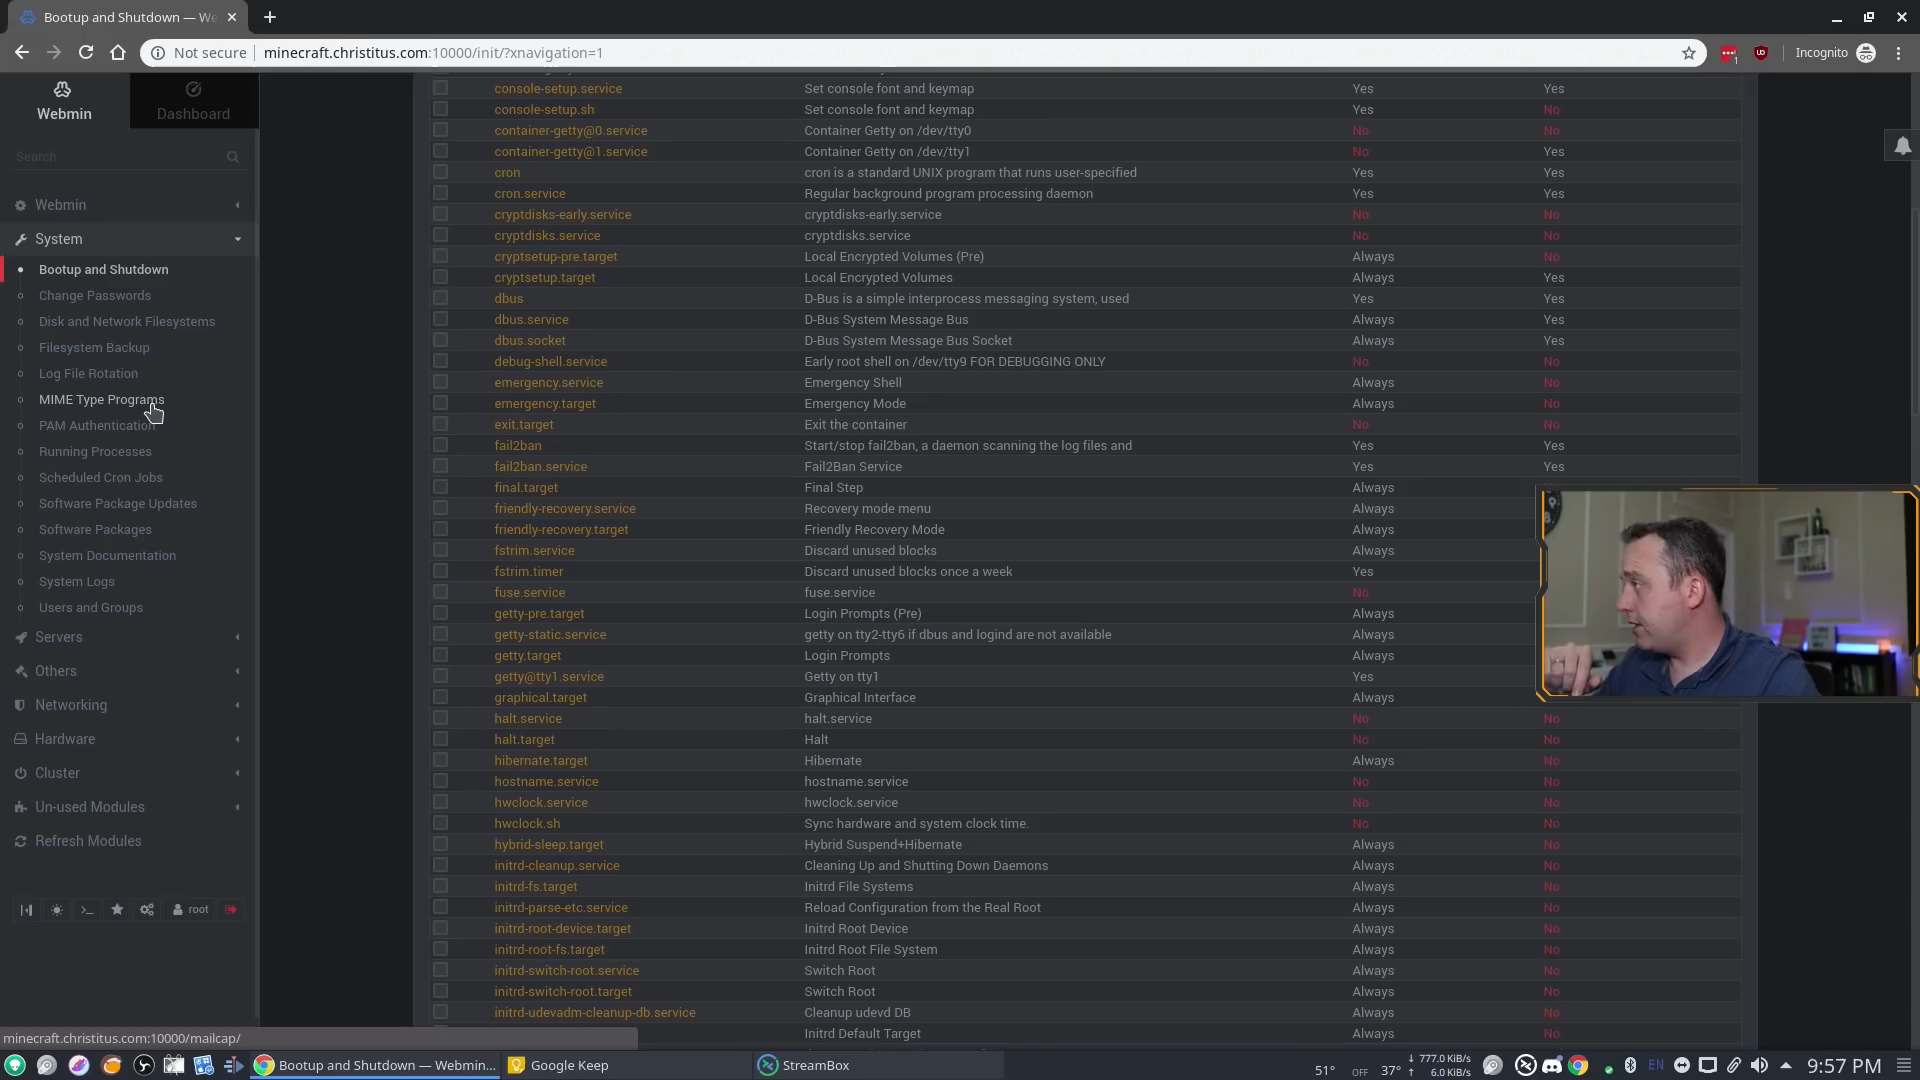 Bootup and Shutdown — We
Not secure
minecraft.christitus.com:10000/init/?xnavigation=1
1
Incognito
Webmin
Dashboard
Search
Webmin
System
Bootup and Shutdown
Change Passwords
Disk and Network Filesystems
Filesystem Backup
Log File Rotation
MIME Type Programs
PAM Authentication
Running Processes
Scheduled Cron Jobs
Software Package Updates
Software Packages
System Documentation
System Logs
Users and Groups
Servers
Others
Networking
Hardware
Cluster
Un-used Modules
Refresh Modules
root
console-setup.service Set console font and keymap Yes Yes
console-setup.sh Set console font and keymap Yes No
container-getty@0.service Container Getty on /dev/tty0 No No
container-getty@1.service Container Getty on /dev/tty1 No Yes
cron cron is a standard UNIX program that runs user-specified Yes Yes
cron.service Regular background program processing daemon Yes Yes
cryptdisks-early.service cryptdisks-early.service No No
cryptdisks.service cryptdisks.service No No
cryptsetup-pre.target Local Encrypted Volumes (Pre) Always No
cryptsetup.target Local Encrypted Volumes Always Yes
dbus D-Bus is a simple interprocess messaging system, used Yes Yes
dbus.service D-Bus System Message Bus Always Yes
dbus.socket D-Bus System Message Bus Socket Always Yes
debug-shell.service Early root shell on /dev/tty9 FOR DEBUGGING ONLY No No
emergency.service Emergency Shell Always No
emergency.target Emergency Mode Always No
exit.target Exit the container No No
fail2ban Start/stop fail2ban, a daemon scanning the log files and Yes Yes
fail2ban.service Fail2Ban Service Yes Yes
final.target Final Step Always
friendly-recovery.service Recovery mode menu Always
friendly-recovery.target Friendly Recovery Mode Always
fstrim.service Discard unused blocks Always
fstrim.timer Discard unused blocks once a week Yes
fuse.service fuse.service No
getty-pre.target Login Prompts (Pre) Always
getty-static.service getty on tty2-tty6 if dbus and logind are not available Always
getty.target Login Prompts Always
getty@tty1.service Getty on tty1 Yes
graphical.target Graphical Interface Always
halt.service halt.service No No
halt.target Halt No No
hibernate.target Hibernate Always No
hostname.service hostname.service No No
hwclock.service hwclock.service No No
hwclock.sh Sync hardware and system clock time. No No
hybrid-sleep.target Hybrid Suspend+Hibernate Always No
initrd-cleanup.service Cleaning Up and Shutting Down Daemons Always No
initrd-fs.target Initrd File Systems Always No
initrd-parse-etc.service Reload Configuration from the Real Root Always No
initrd-root-device.target Initrd Root Device Always No
initrd-root-fs.target Initrd Root File System Always No
initrd-switch-root.service Switch Root Always No
initrd-switch-root.target Switch Root Always No
initrd-udevadm-cleanup-db.service Cleanup udevd DB Always No
Initrd Default Target Always No
minecraft.christitus.com:10000/mailcap/
Bootup and Shutdown — Webmin...
Google Keep
StreamBox
51°
OFF
37°
↓ 777.0 KiB/s
↑ 6.0 KiB/s
EN
9:57 PM